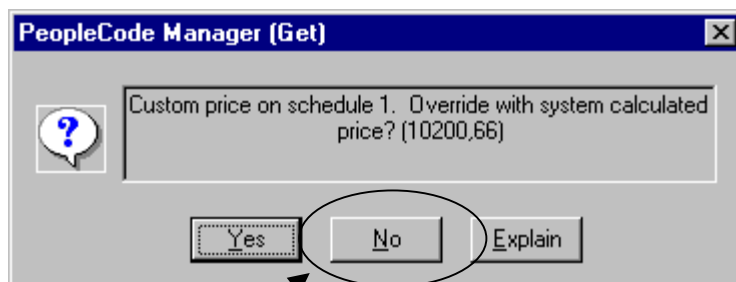 PeopleCode Manager (Get)
Custom price on schedule 1.  Override with system calculated
price? (10200,66)
Yes
No
Explain